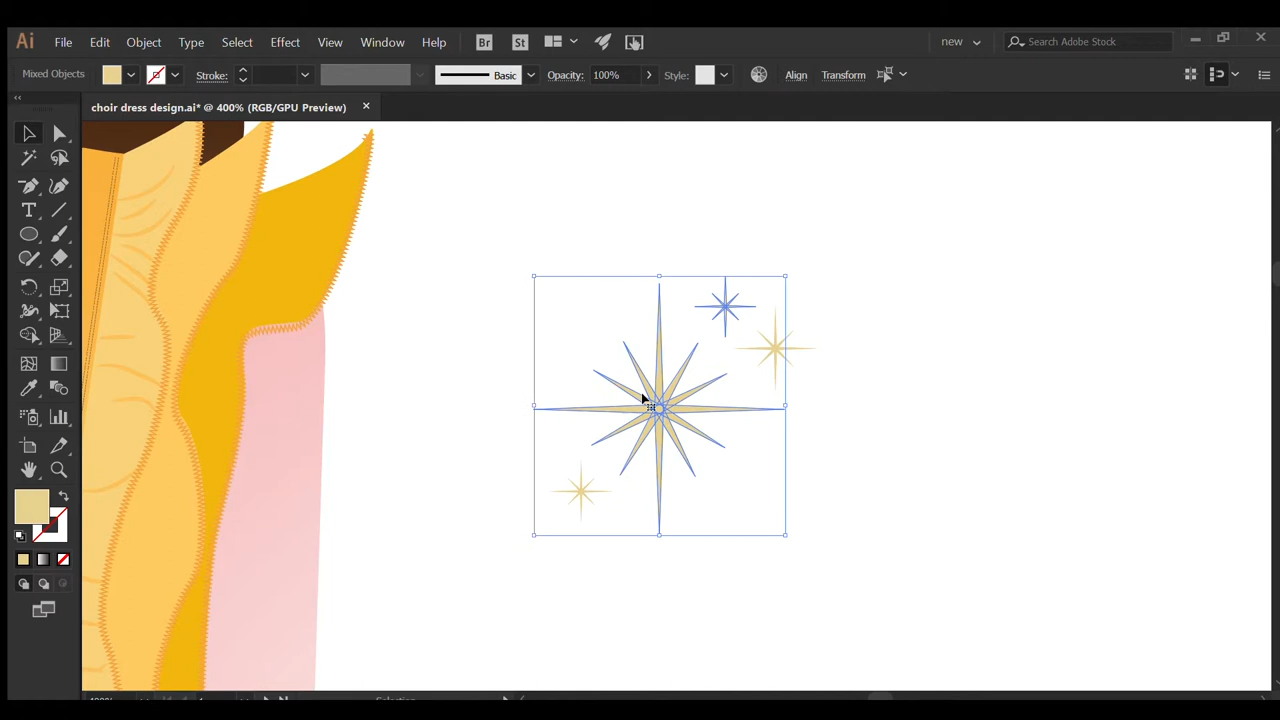 Ai File Edit Object Type Select Effect View Window Help Br St new Search Adobe Stock
Mixed Objects Stroke: Basic Opacity: 100% Style: Align Transform
choir dress design.ai* @ 400% (RGB/GPU Preview)
Selection